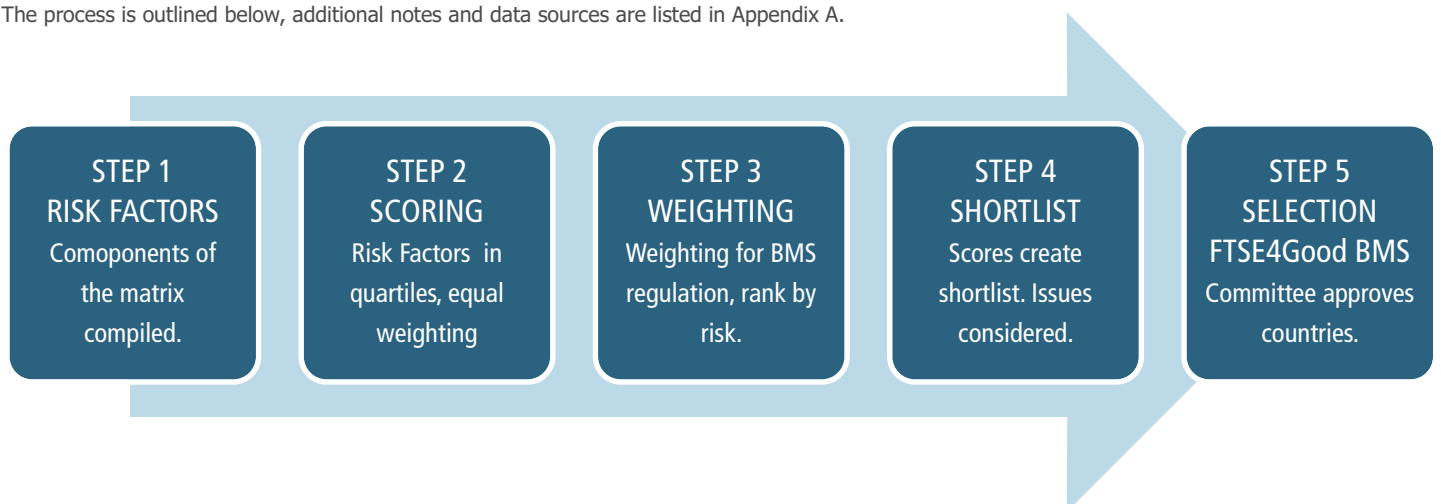 The process is outlined below, additional notes and data sources are listed in Appendix A.
STEP 1
RISK FACTORS
Comoponents of
the matrix
compiled.
STEP 2
SCORING
Risk Factors in
quartiles, equal
weighting
STEP 3
WEIGHTING
Weighting for BMS
regulation, rank by
risk.
STEP 4
SHORTLIST
Scores create
shortlist. Issues
considered.
STEP 5
SELECTION
FTSE4Good BMS
Committee approves
countries.